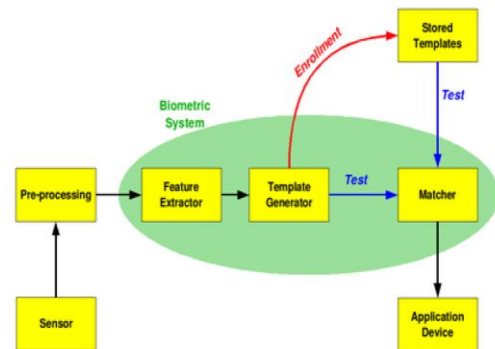 Stored
Templates
Enrollment
Test
Biometric
System
Pre-processing
Feature
Extractor
Template
Generator
Test
Matcher
Sensor
Application
Device